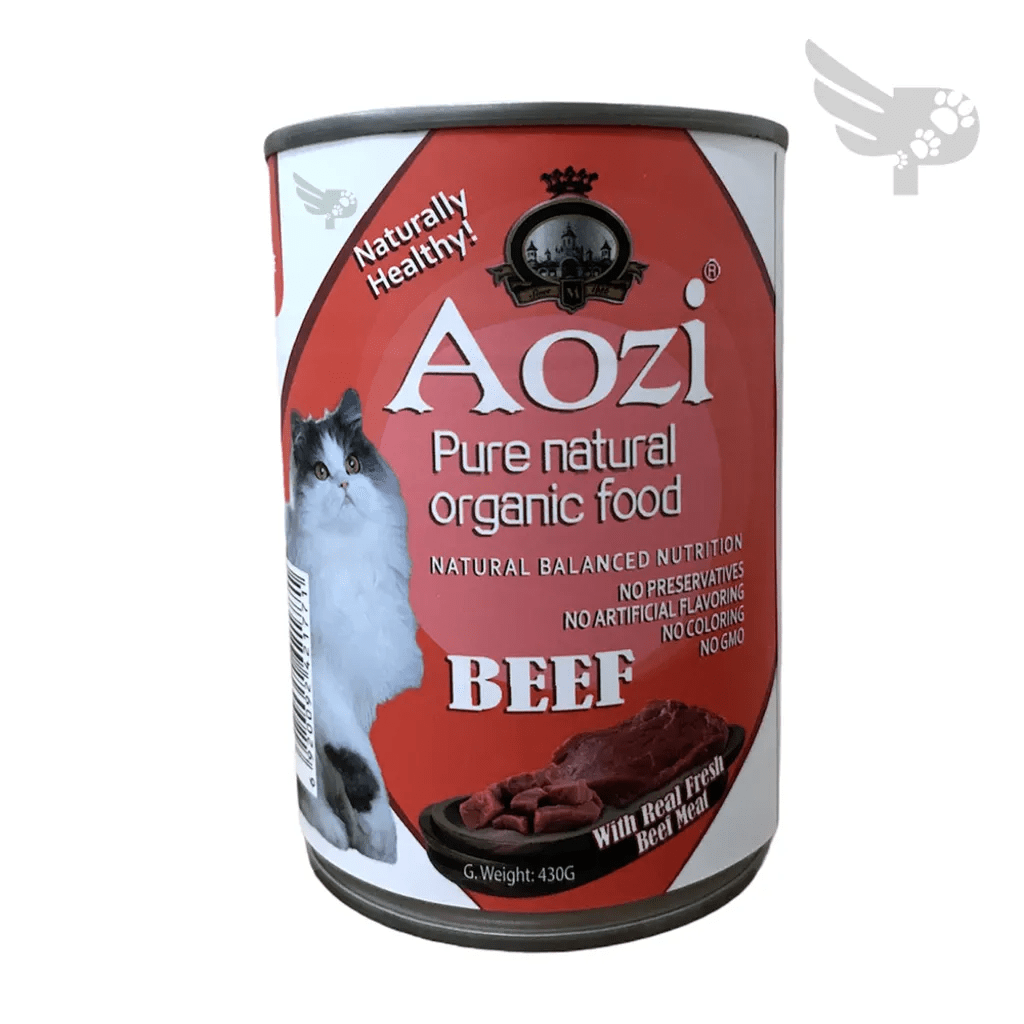 Naturally
Healthy!
Aozi®
Pure natural
organic food
NATURAL BALANCED NUTRITION
NO PRESERVATIVES
NO ARTIFICIAL FLAVORING
NO COLORING
NO GMO
BEEF
With Real Fresh
Beef Meat
G. Weight: 430G
6920092421771
P